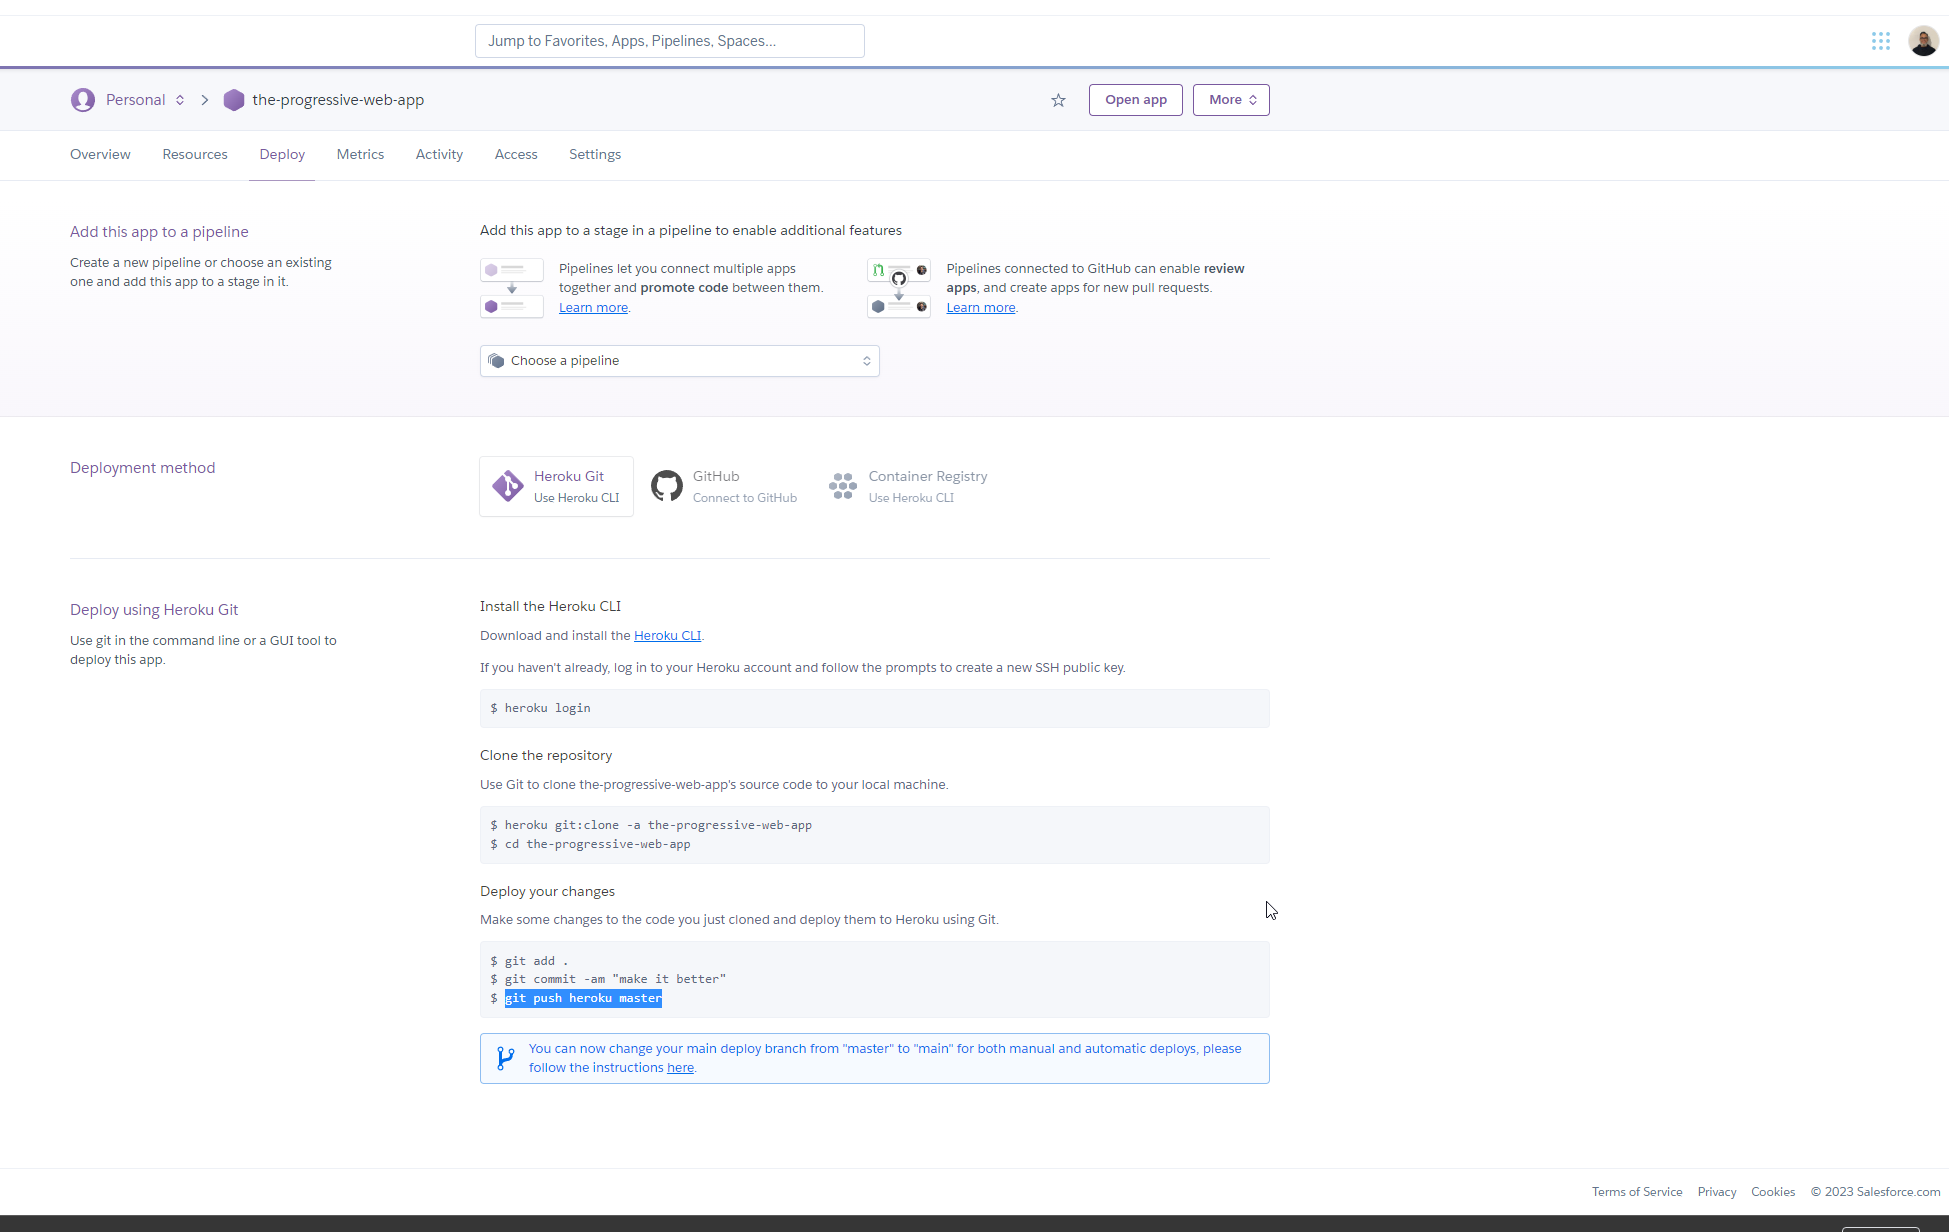 Jump to Favorites, Apps, Pipelines, Spaces...
Personal
the-progressive-web-app
Open app
More
Overview
Resources
Deploy
Metrics
Activity
Access
Settings
Add this app to a pipeline
Create a new pipeline or choose an existing
one and add this app to a stage in it.
Add this app to a stage in a pipeline to enable additional features
Pipelines let you connect multiple apps
together and promote code between them.
Learn more.
Pipelines connected to GitHub can enable review
apps, and create apps for new pull requests.
Learn more.
Choose a pipeline
Deployment method
Heroku Git
Use Heroku CLI
GitHub
Connect to GitHub
Container Registry
Use Heroku CLI
Deploy using Heroku Git
Use git in the command line or a GUI tool to
deploy this app.
Install the Heroku CLI
Download and install the Heroku CLI.
If you haven't already, log in to your Heroku account and follow the prompts to create a new SSH public key.
$ heroku login
Clone the repository
Use Git to clone the-progressive-web-app's source code to your local machine.
$ heroku git:clone -a the-progressive-web-app
$ cd the-progressive-web-app
Deploy your changes
Make some changes to the code you just cloned and deploy them to Heroku using Git.
$ git add .
$ git commit -am "make it better"
$ git push heroku master
You can now change your main deploy branch from "master" to "main" for both manual and automatic deploys, please
follow the instructions here.
Terms of Service
Privacy
Cookies
© 2023 Salesforce.com